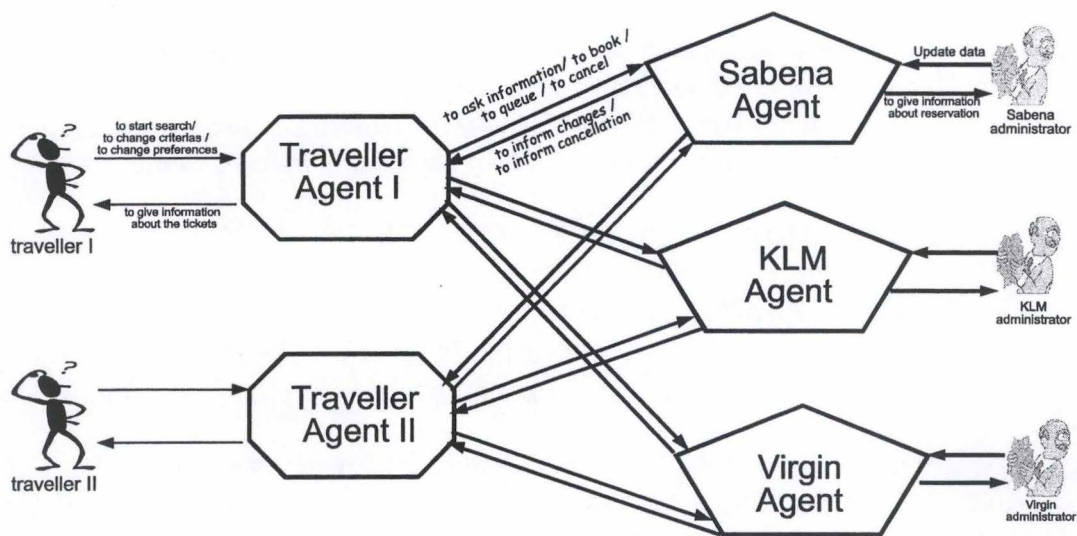 ?
to start search/
to change criterias /
to change preferences
to give information
about the tickets
traveller I
Traveller
Agent I
to ask information/ to book /
to queue / to cancel
to inform changes /
to inform cancellation
Sabena
Agent
Update data
to give information
about reservation
Sabena
administrator
KLM
Agent
KLM
administrator
?
traveller II
Traveller
Agent II
Virgin
Agent
Virgin
administrator